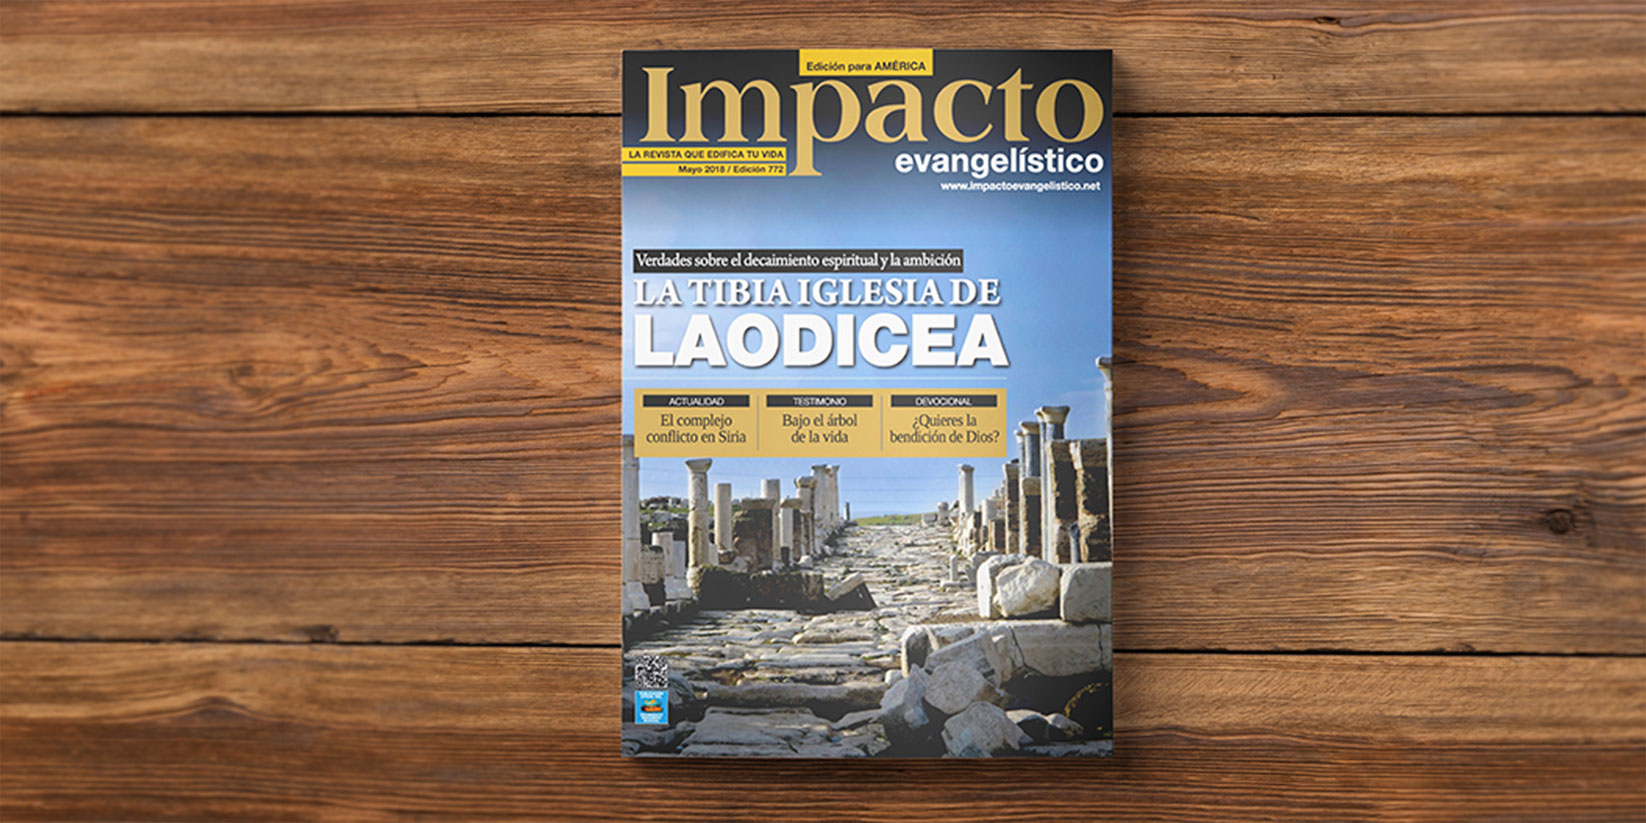 Edición para AMÉRICA
Impacto
evangelístico
LA REVISTA QUE EDIFICA TU VIDA
Mayo 2018 / Edición 772
www.impactoevangelistico.net
Verdades sobre el decaimiento espiritual y la ambición
LA TIBIA IGLESIA DE
LAODICEA
ACTUALIDAD
El complejo
conflicto en Siria
TESTIMONIO
Bajo el árbol
de la vida
DEVOCIONAL
¿Quieres la
bendición de Dios?